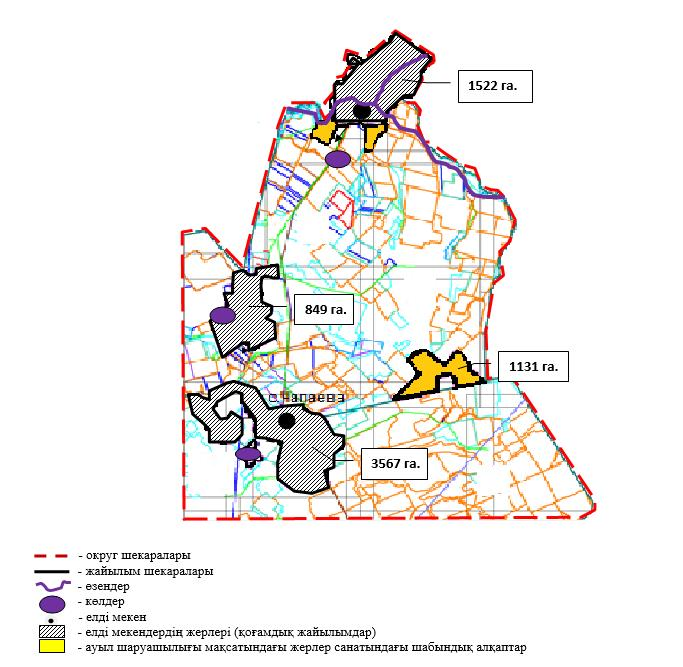 1522 га.
849 га.
1131 га.
с.Чапаева
3567 га.
- округ шекаралары
- жайылым шекаралары
- өзендер
- көлдер
- елді мекен
- елді мекендердің жерлері (қоғамдық жайылымдар)
- ауыл шаруашылығы мақсатындағы жерлер санатындағы шабындық алқаптар